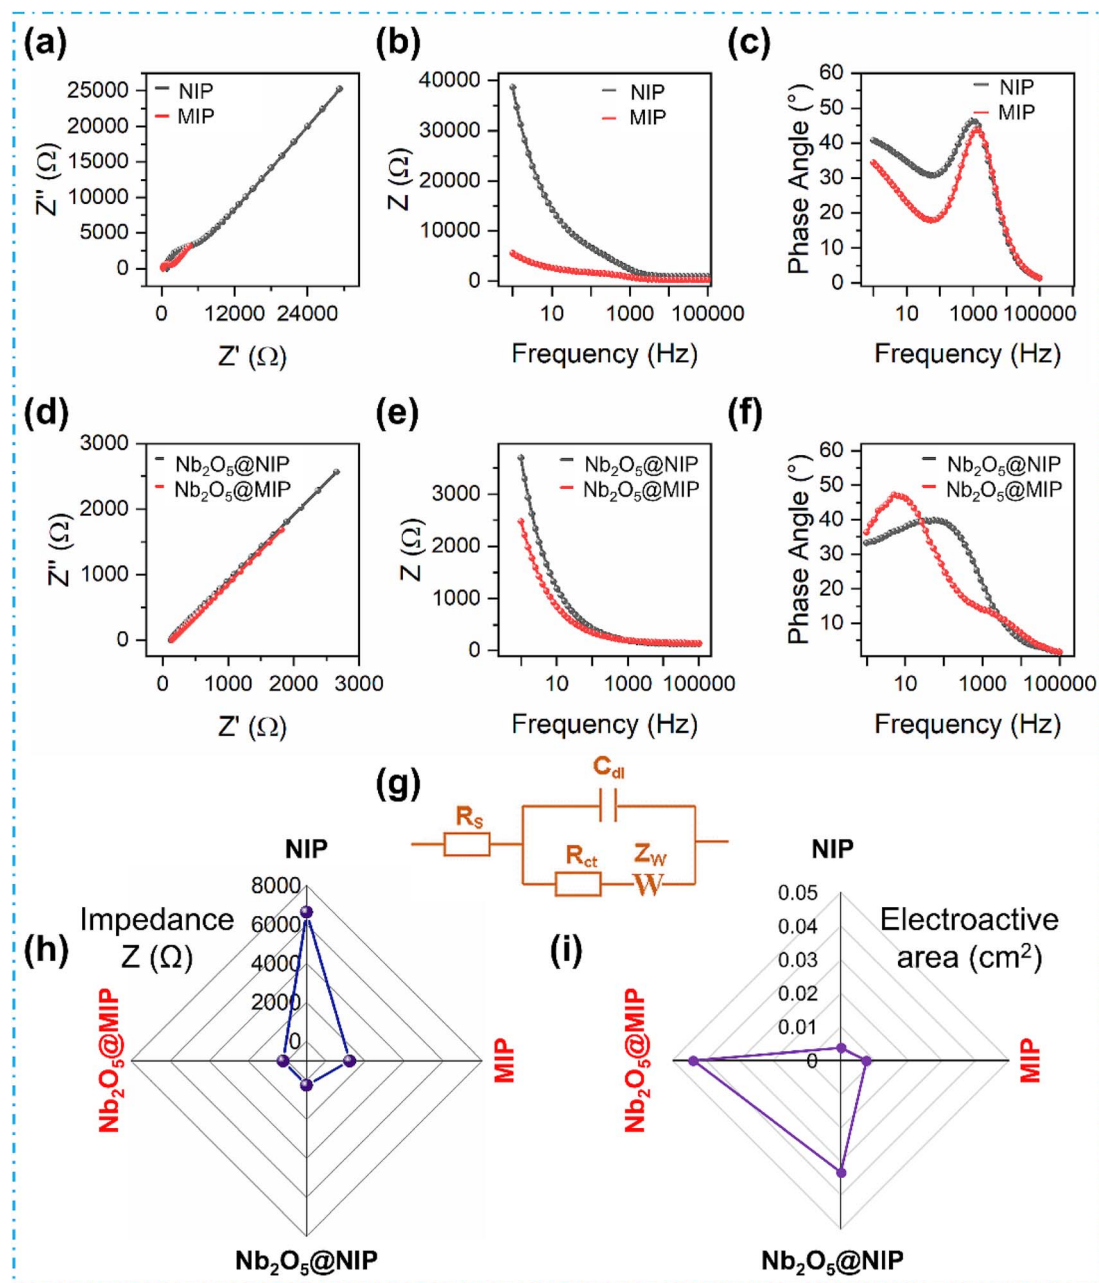 (a)
(b)
(c)
25000
20000
15000
10000
5000
0
Z'' (Ω)
NIP
MIP
0
12000
24000
Z' (Ω)
40000
30000
20000
10000
0
Z (Ω)
NIP
MIP
10
1000
100000
Frequency (Hz)
60
50
40
30
20
10
0
Phase Angle (°)
NIP
MIP
10
1000
100000
Frequency (Hz)
(d)
(e)
(f)
3000
2000
1000
0
Z'' (Ω)
Nb₂O₅@NIP
Nb₂O₅@MIP
0
1000
2000
3000
Z' (Ω)
3000
2000
1000
0
Z (Ω)
Nb₂O₅@NIP
Nb₂O₅@MIP
10
1000
100000
Frequency (Hz)
60
50
40
30
20
10
Phase Angle (°)
Nb₂O₅@NIP
Nb₂O₅@MIP
10
1000
100000
Frequency (Hz)
(g)
C_dl
R_S
R_ct
Z_W
W
(h)
Impedance
Z (Ω)
NIP
8000
6000
4000
2000
0
Nb₂O₅@MIP
MIP
Nb₂O₅@NIP
(i)
Electroactive
area (cm²)
NIP
0.05
0.04
0.03
0.02
0.01
0
Nb₂O₅@MIP
MIP
Nb₂O₅@NIP